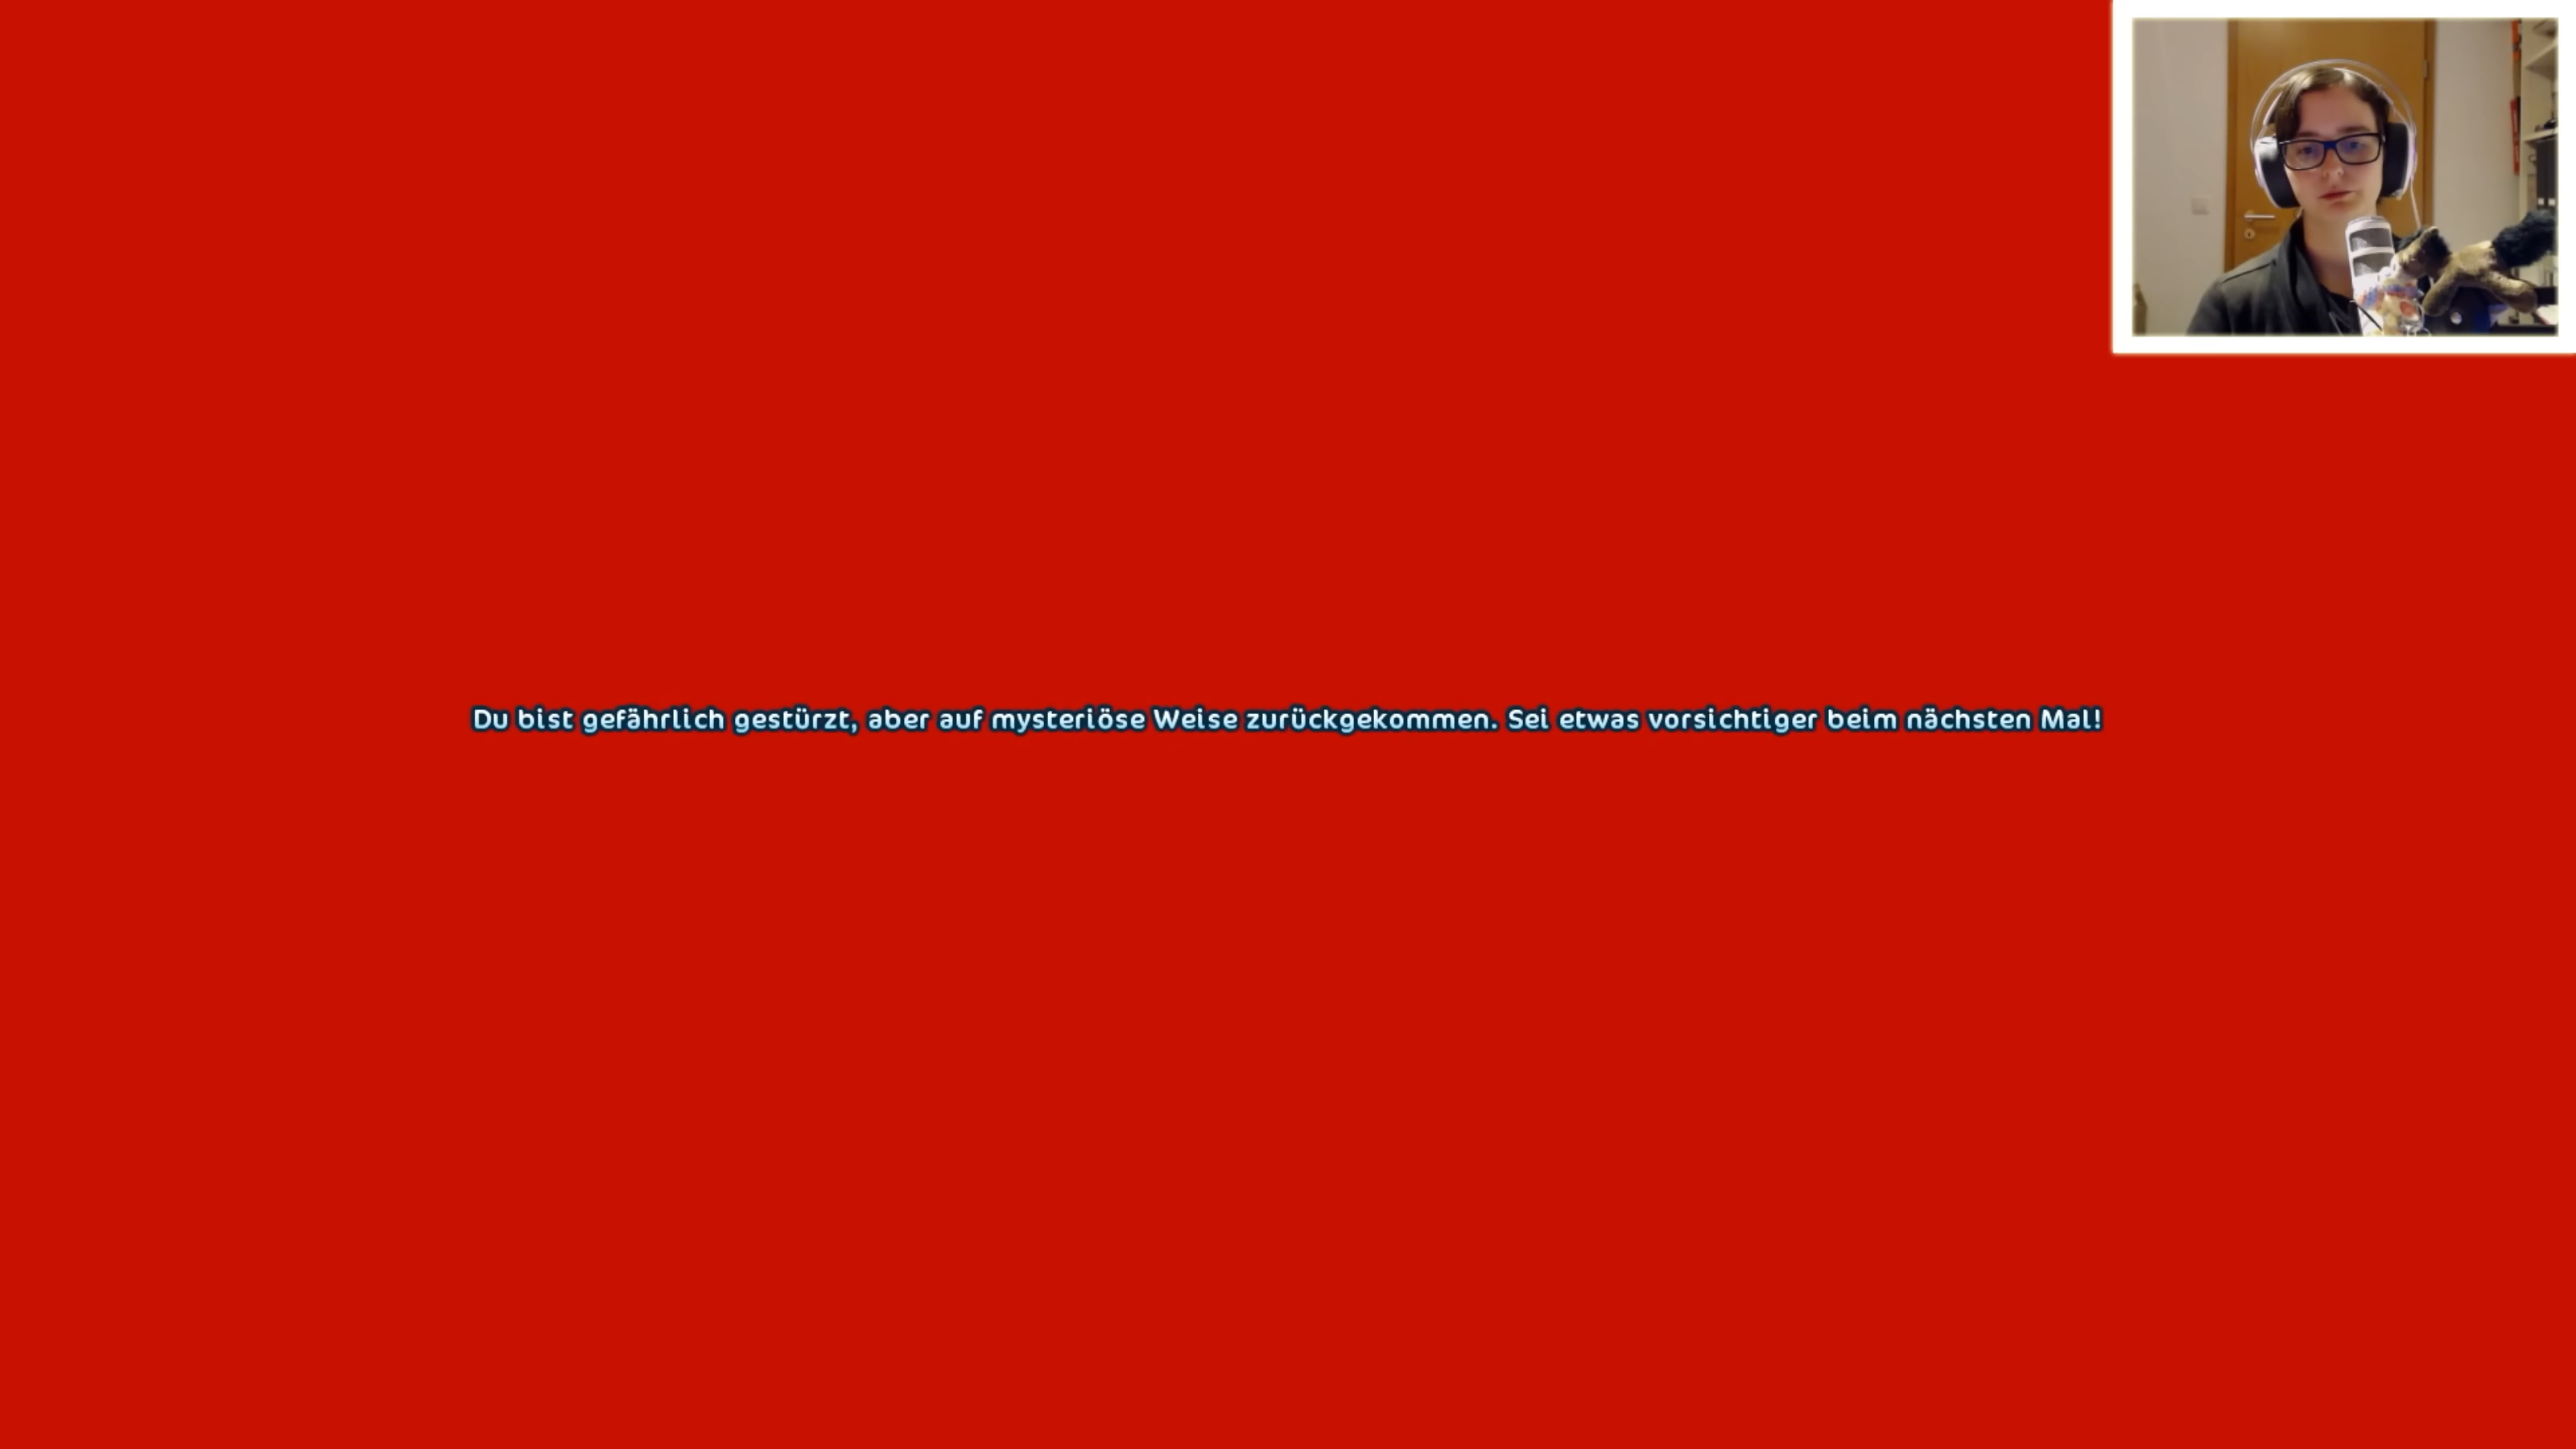 Du bist gefährlich gestürzt, aber auf mysteriöse Weise zurückgekommen. Sei etwas vorsichtiger beim nächsten Mal!